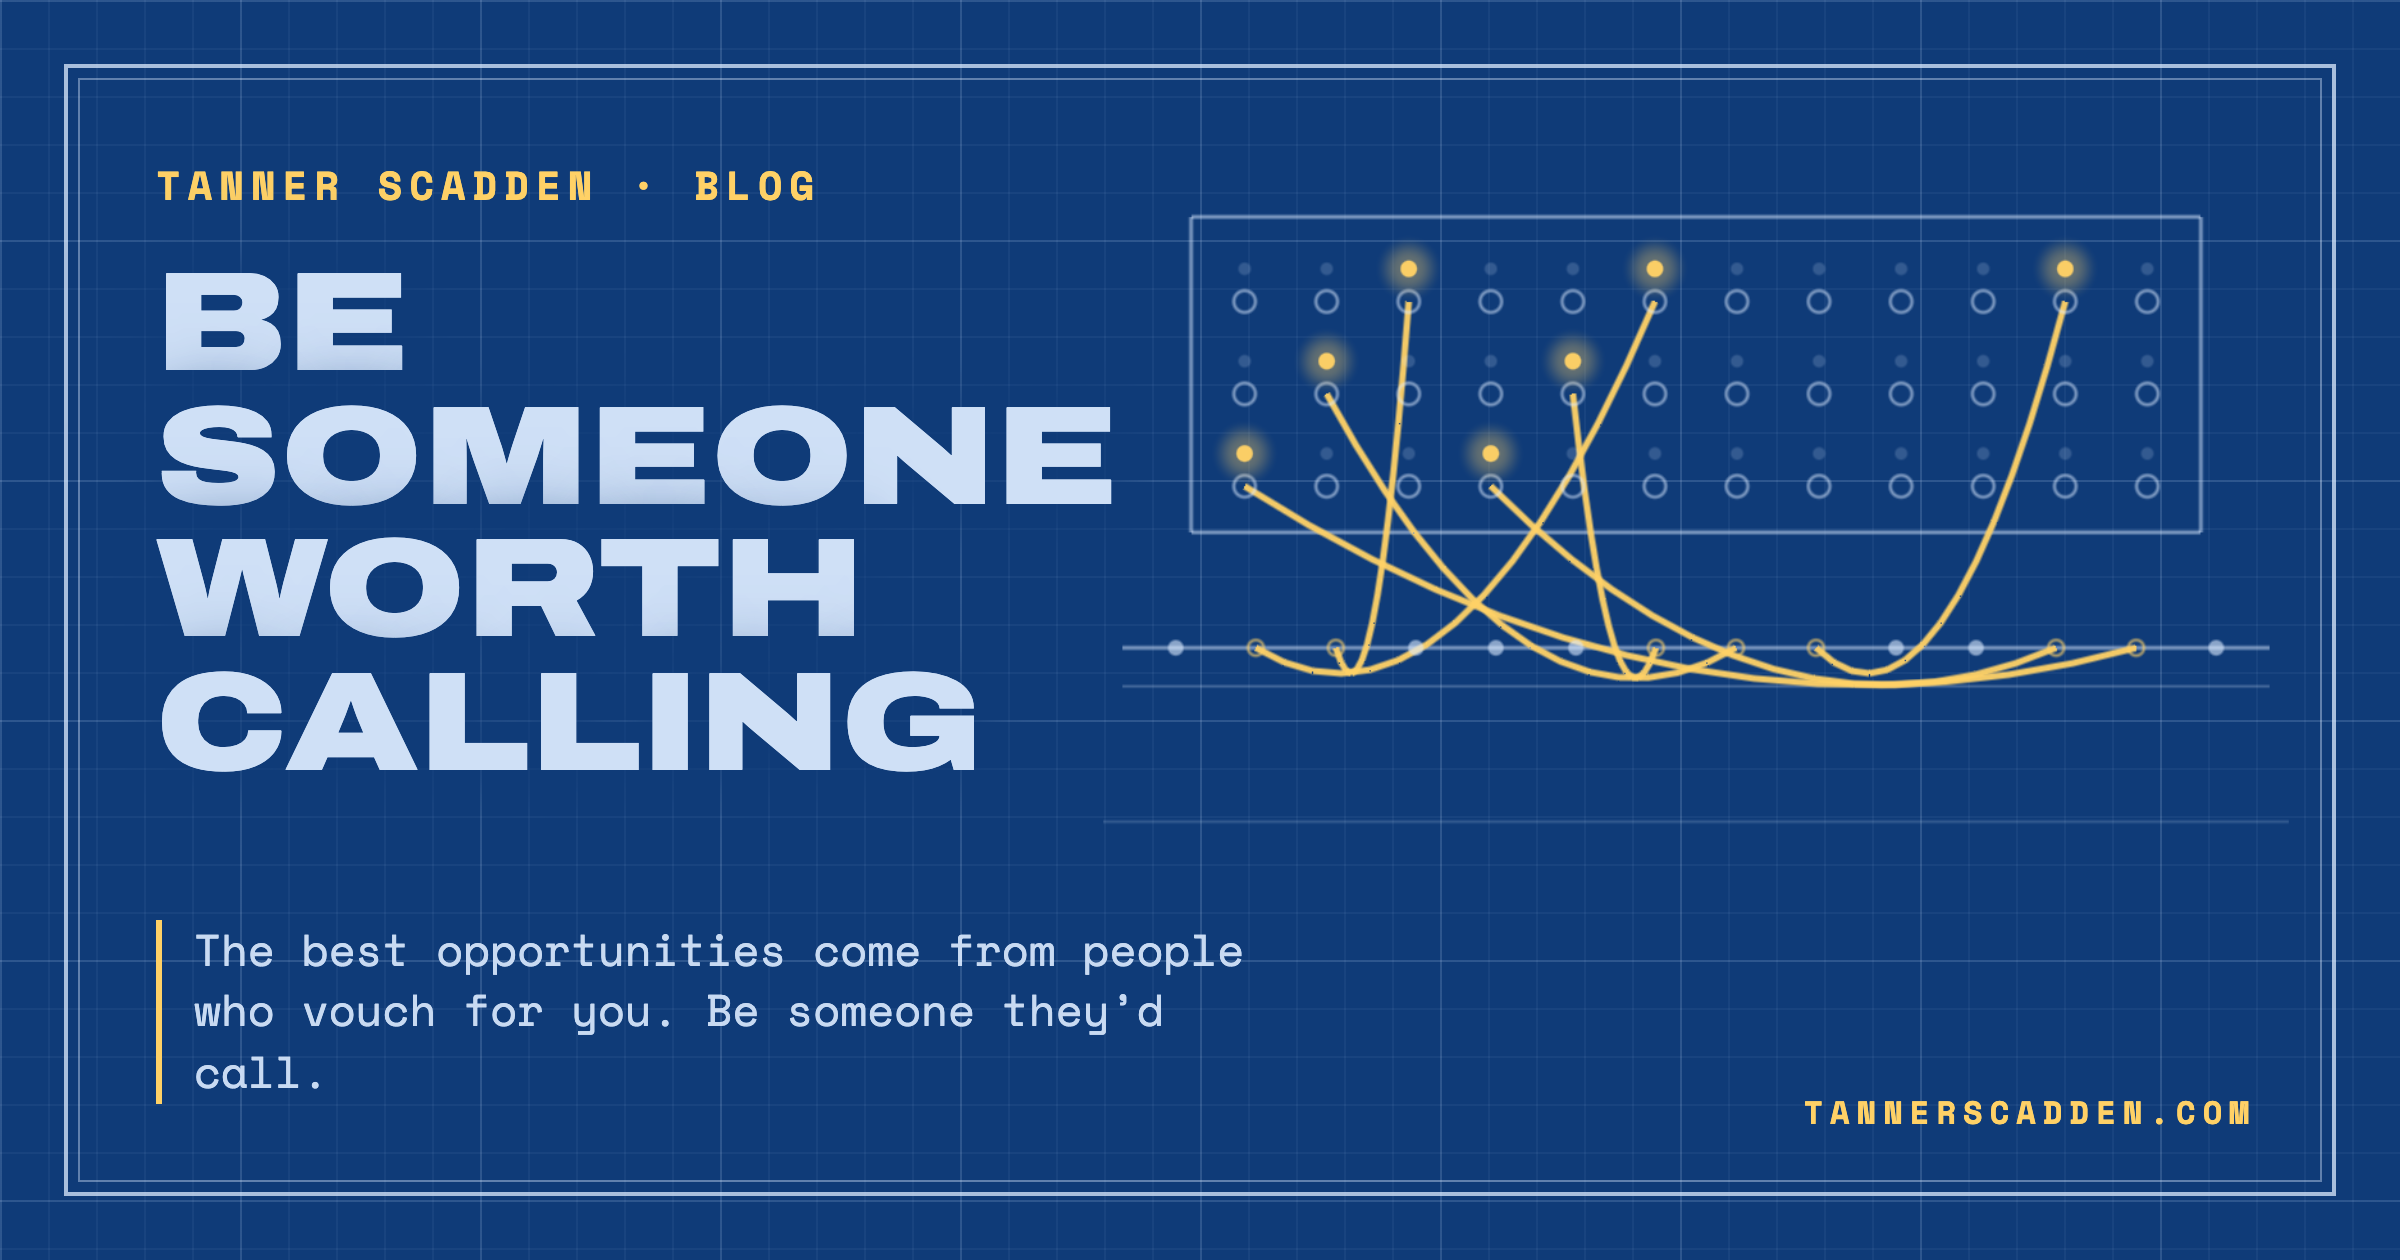 TANNER SCADDEN · BLOG
BE
SOMEONE
WORTH
CALLING
The best opportunities come from people
who vouch for you. Be someone they’d
call.
TANNERSCADDEN.COM